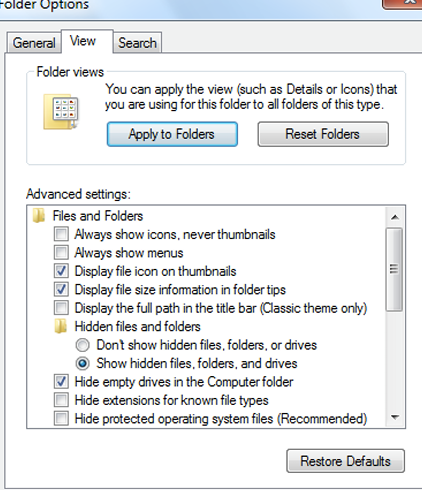 Folder Options
General
View
Search
Folder views
You can apply the view (such as Details or Icons) that
you are using for this folder to all folders of this type.
Apply to Folders
Reset Folders
Advanced settings:
Files and Folders
Always show icons, never thumbnails
Always show menus
Display file icon on thumbnails
Display file size information in folder tips
Display the full path in the title bar (Classic theme only)
Hidden files and folders
Don't show hidden files, folders, or drives
Show hidden files, folders, and drives
Hide empty drives in the Computer folder
Hide extensions for known file types
Hide protected operating system files (Recommended)
Restore Defaults